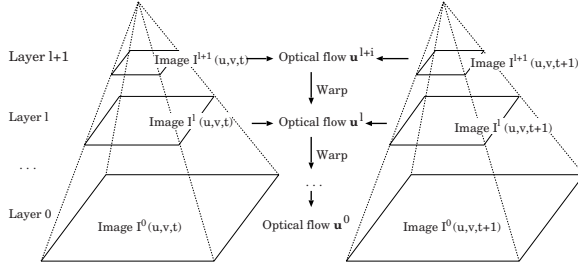 Layer l+1
Image I^{l+1}(u,v,t)
Optical flow u^{l+i}
Image I^{l+1}(u,v,t+1)
Warp
Layer l
Image I^l(u,v,t)
Optical flow u^l
Image I^l(u,v,t+1)
Warp
...
...
Layer 0
Image I^0(u,v,t)
Optical flow u^0
Image I^0(u,v,t+1)